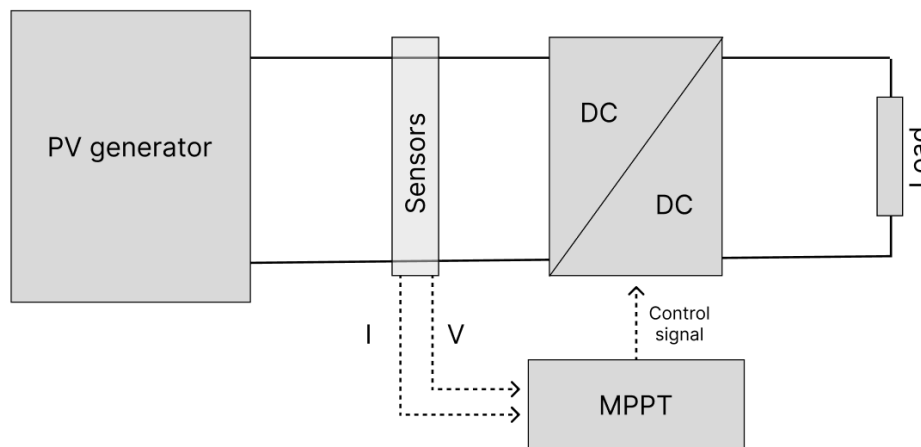 PV generator
Sensors
DC
DC
Load
I
V
Control
signal
MPPT